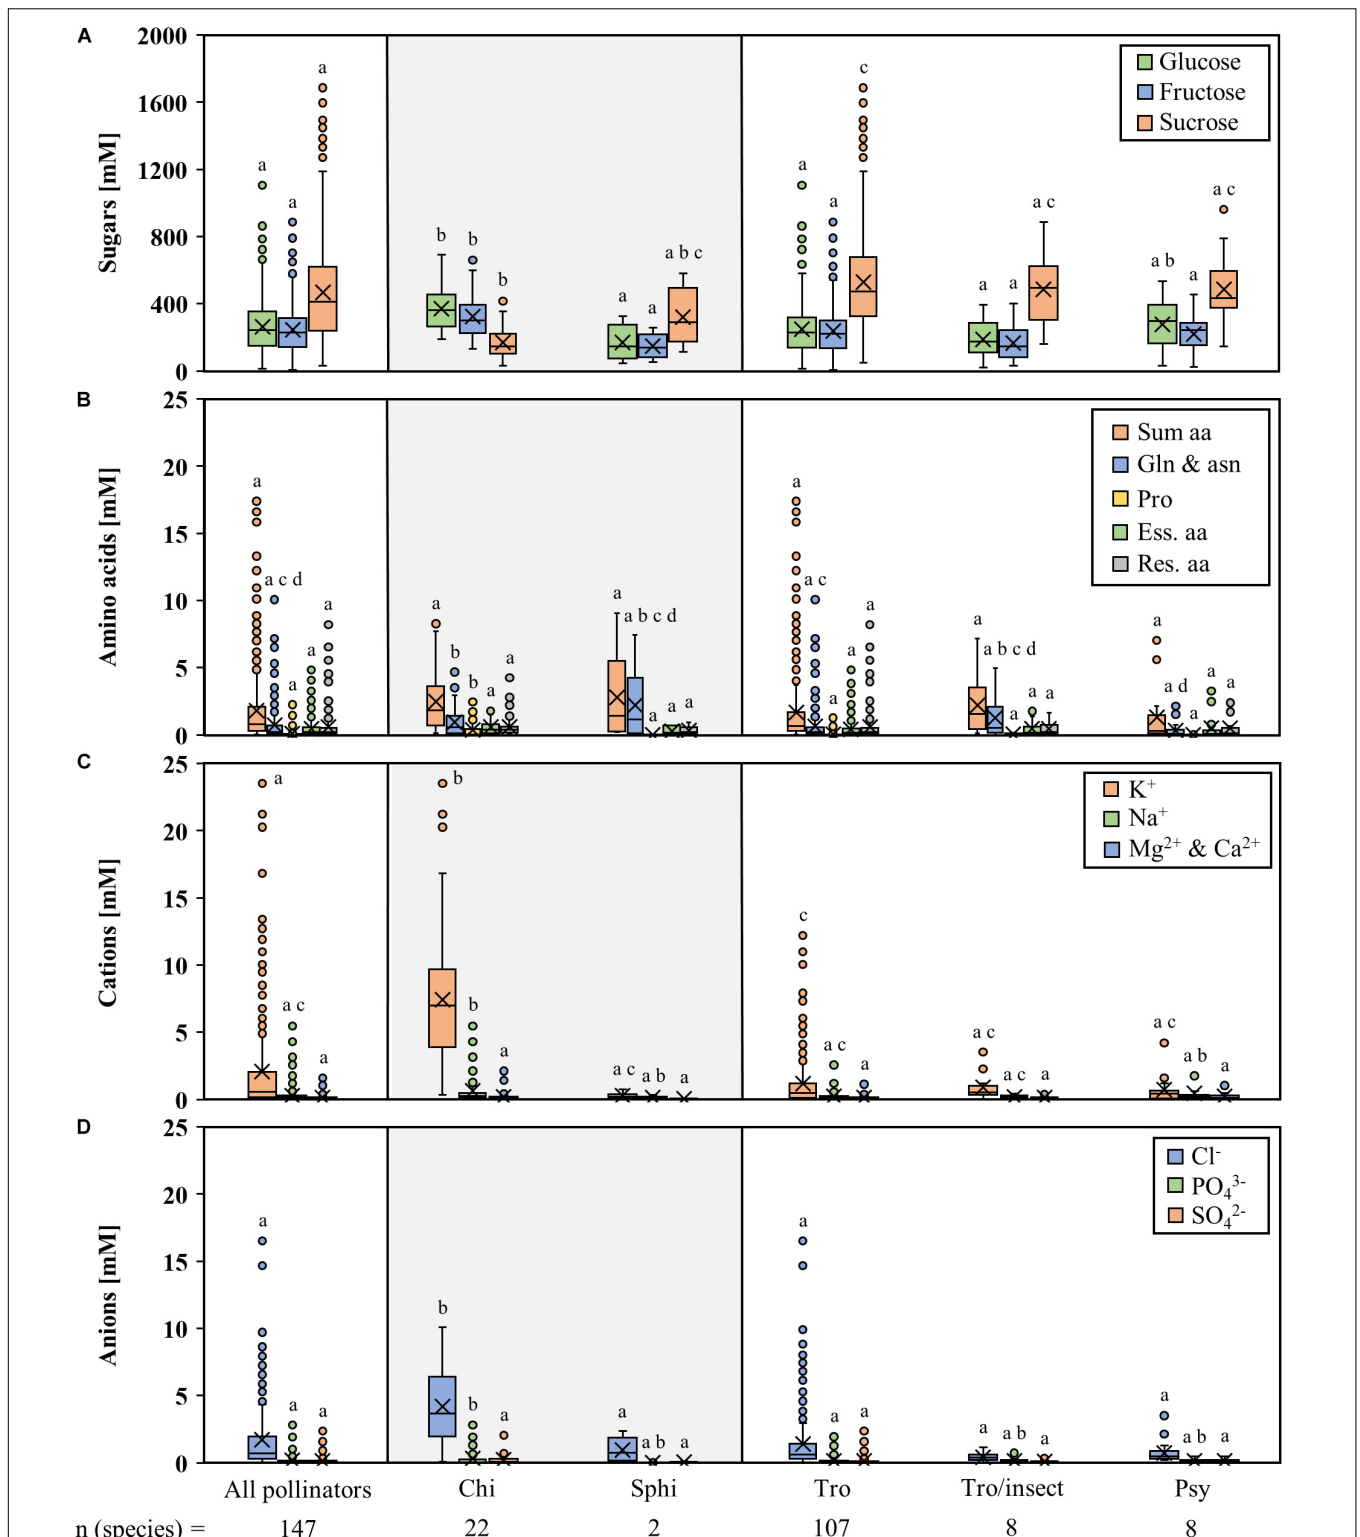 A
2000
1600
1200
800
400
0
Sugars [mM]
Glucose
Fructose
Sucrose
a
a
a
b
b
b
a
a
a b c
a
a
c
a
a
a c
a b
a
a c
B
25
20
15
10
5
0
Amino acids [mM]
Sum aa
Gln & asn
Pro
Ess. aa
Res. aa
a
a c d
a
a
a
a
b
b
a
a
a
a b c d
a
a
a
a
a c
a
a
a
a
a b c d
a
a
a
a
a d
a
a
a
C
25
20
15
10
5
0
Cations [mM]
K⁺
Na⁺
Mg²⁺ & Ca²⁺
a
a c
a
b
b
a
a c
a b
a
c
a c
a
a c
a c
a
a c
a b
a
D
25
20
15
10
5
0
Anions [mM]
Cl⁻
PO₄³⁻
SO₄²⁻
a
a
a
b
b
a
a
a b
a
a
a
a
a
a b
a
a
a b
a
All pollinators Chi Sphi Tro Tro/insect Psy
n (species) = 147 22 2 107 8 8